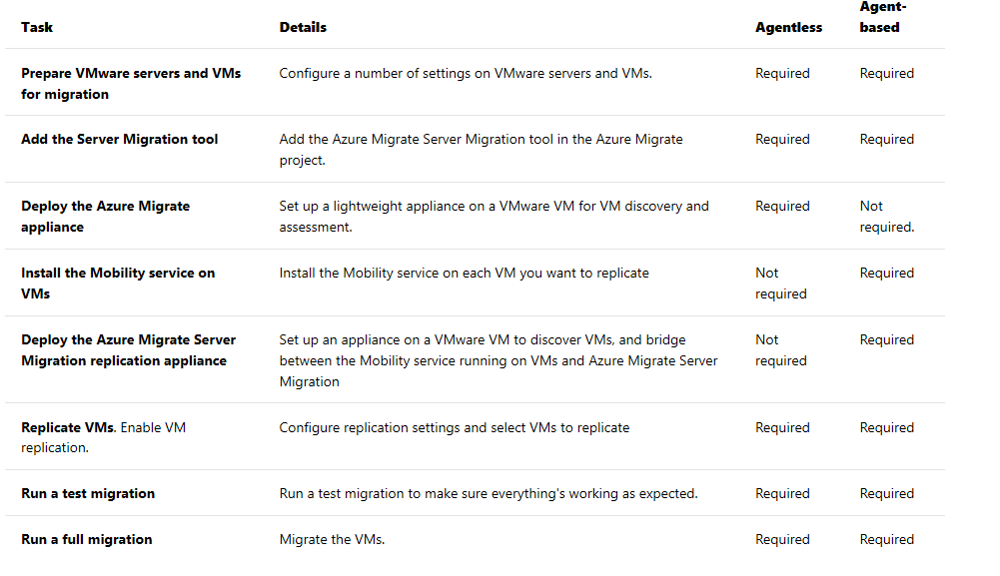 Task Details Agentless Agent-
based
Prepare VMware servers and VMs Configure a number of settings on VMware servers and VMs. Required Required
for migration
Add the Server Migration tool Add the Azure Migrate Server Migration tool in the Azure Migrate Required Required
project.
Deploy the Azure Migrate Set up a lightweight appliance on a VMware VM for VM discovery and Required Not
appliance assessment. required.
Install the Mobility service on Install the Mobility service on each VM you want to replicate Not Required
VMs required
Deploy the Azure Migrate Server Set up an appliance on a VMware VM to discover VMs, and bridge Not Required
Migration replication appliance between the Mobility service running on VMs and Azure Migrate Server required
Migration
Replicate VMs. Enable VM Configure replication settings and select VMs to replicate Required Required
replication.
Run a test migration Run a test migration to make sure everything's working as expected. Required Required
Run a full migration Migrate the VMs. Required Required